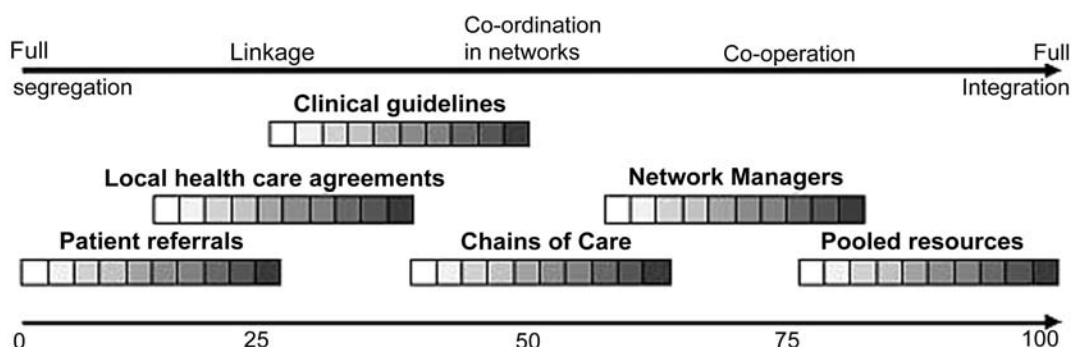 Full
segregation
Linkage
Co-ordination
in networks
Co-operation
Full
Integration
Clinical guidelines
Local health care agreements
Network Managers
Patient referrals
Chains of Care
Pooled resources
0 25 50 75 100